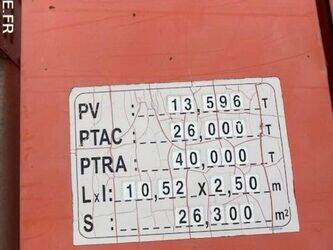 E.FR
PV : 13,596 T
PTAC : 26,000 T
PTRA : 40,000 T
LxI: 10,52 x 2,50 m
S : 26,300 m²